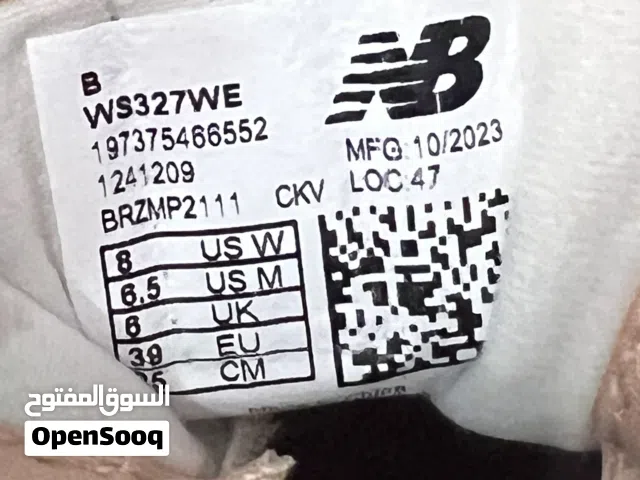 NB
B
WS327WE
197375466552
1241209
BRZMP2111 CKV
MFG:10/2023
LOC:47
8 US W
6.5 US M
6 UK
39 EU
CM
السوق المفتوح
OpenSooq